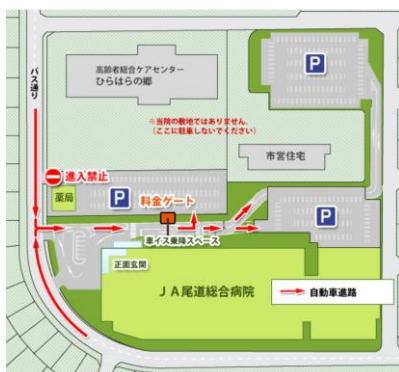 P
高齢者総合ケアセンター
ひらはらの郷
バス通り
※当院の敷地ではありません。
（ここに駐車しないでください）
市営住宅
進入禁止
薬局
P
料金ゲート
P
車イス乗降スペース
正面玄関
ＪＡ尾道総合病院
自動車進路